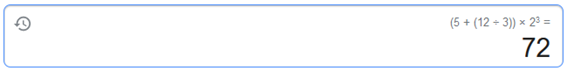 (5 + (12 ÷ 3)) × 2³ =
72